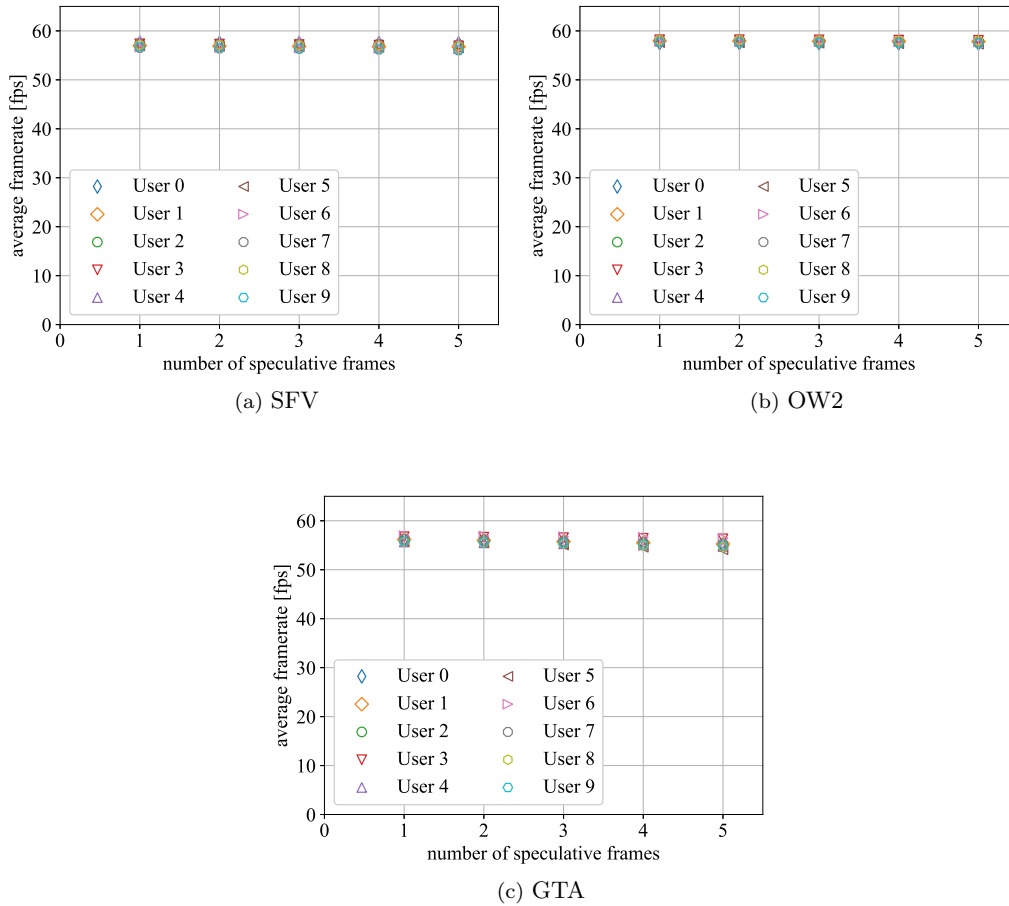 average framerate [fps]
60
50
40
30
20
10
0
User 0 User 5
User 1 User 6
User 2 User 7
User 3 User 8
User 4 User 9
0 1 2 3 4 5
number of speculative frames
(a) SFV
average framerate [fps]
60
50
40
30
20
10
0
User 0 User 5
User 1 User 6
User 2 User 7
User 3 User 8
User 4 User 9
0 1 2 3 4 5
number of speculative frames
(b) OW2
average framerate [fps]
60
50
40
30
20
10
0
User 0 User 5
User 1 User 6
User 2 User 7
User 3 User 8
User 4 User 9
0 1 2 3 4 5
number of speculative frames
(c) GTA